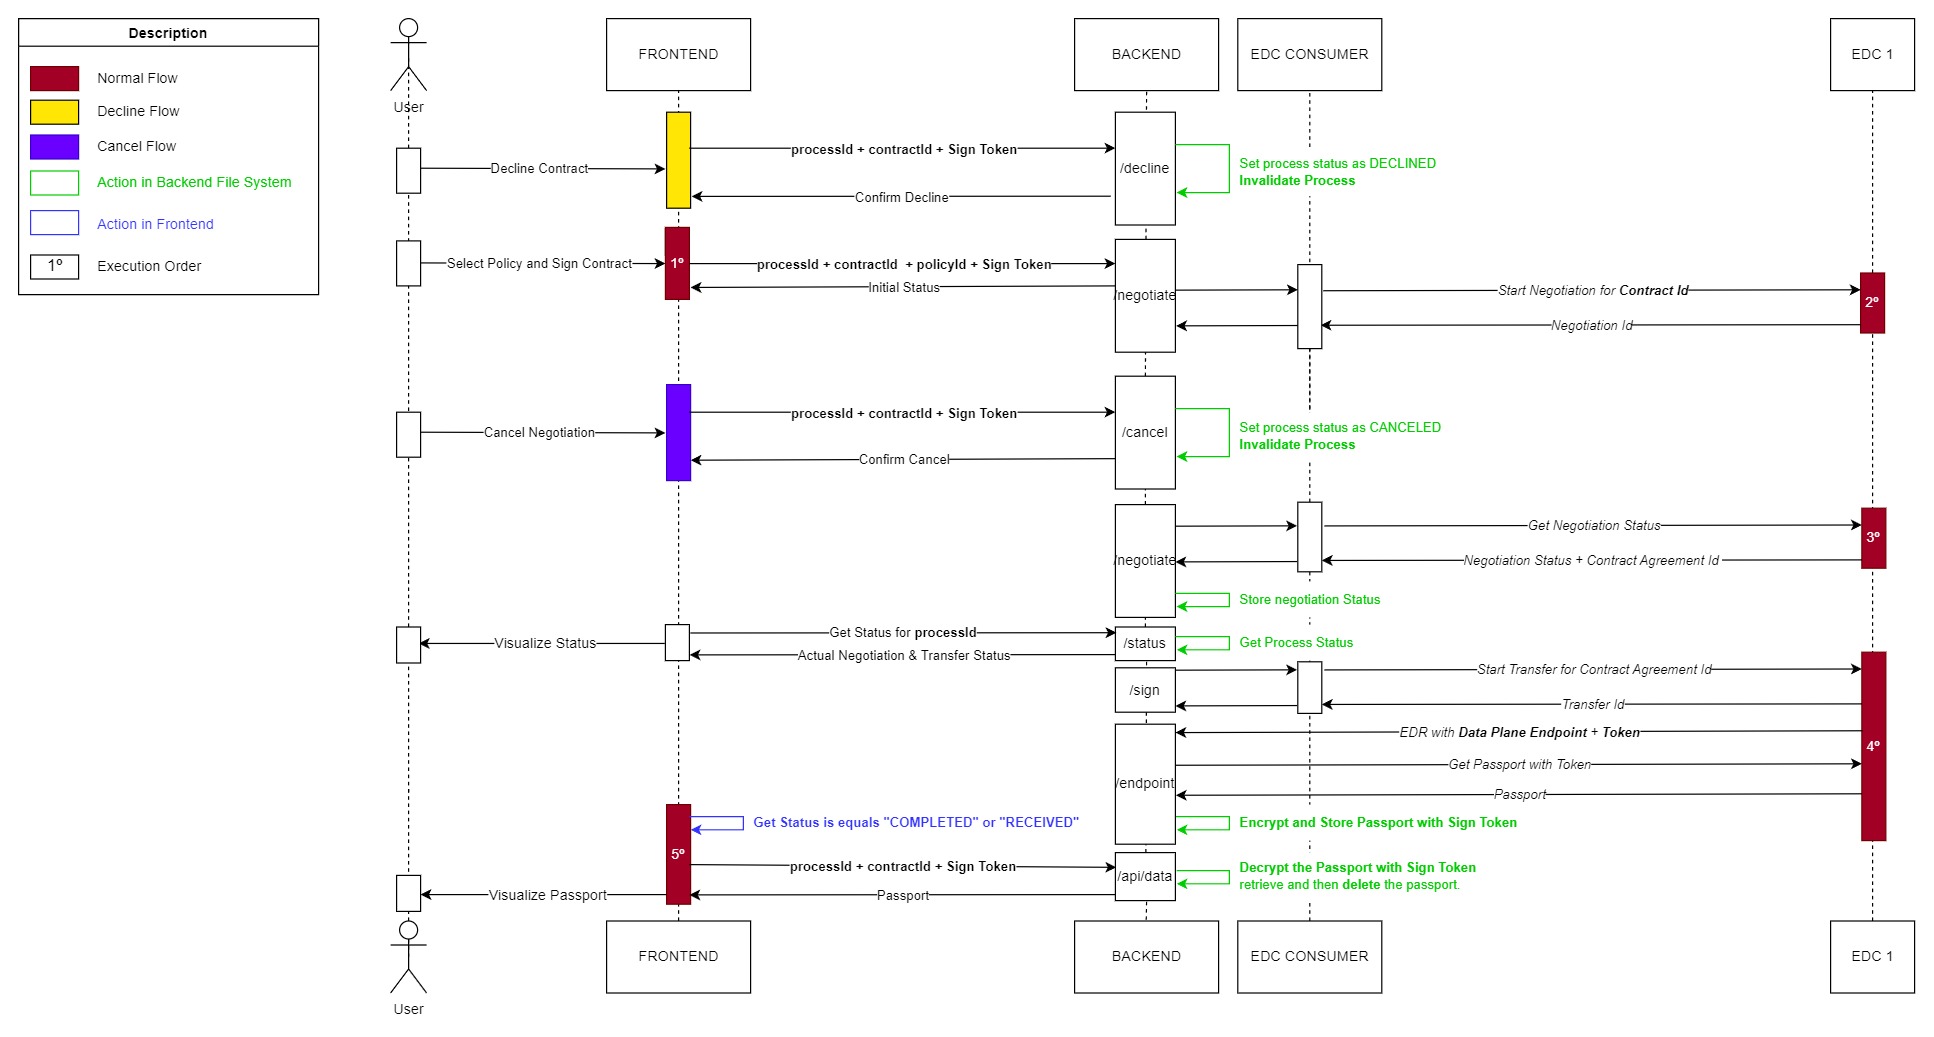 Description
Normal Flow
Decline Flow
Cancel Flow
Action in Backend File System
Action in Frontend
1º Execution Order
User
FRONTEND
BACKEND
EDC CONSUMER
EDC 1
Decline Contract
processId + contractId + Sign Token
/decline
Set process status as DECLINED
Invalidate Process
Confirm Decline
Select Policy and Sign Contract
1º
processId + contractId + policyId + Sign Token
Initial Status
/negotiate
Start Negotiation for Contract Id
2º
Negotiation Id
Cancel Negotiation
processId + contractId + Sign Token
/cancel
Set process status as CANCELED
Invalidate Process
Confirm Cancel
/negotiate
Get Negotiation Status
3º
Negotiation Status + Contract Agreement Id
Store negotiation Status
Visualize Status
Get Status for processId
/status
Get Process Status
Actual Negotiation & Transfer Status
/sign
Start Transfer for Contract Agreement Id
Transfer Id
4º
EDR with Data Plane Endpoint + Token
/endpoint
Get Passport with Token
Passport
Get Status is equals "COMPLETED" or "RECEIVED"
Encrypt and Store Passport with Sign Token
5º
processId + contractId + Sign Token
/api/data
Decrypt the Passport with Sign Token
retrieve and then delete the passport.
Visualize Passport
Passport
User
FRONTEND
BACKEND
EDC CONSUMER
EDC 1